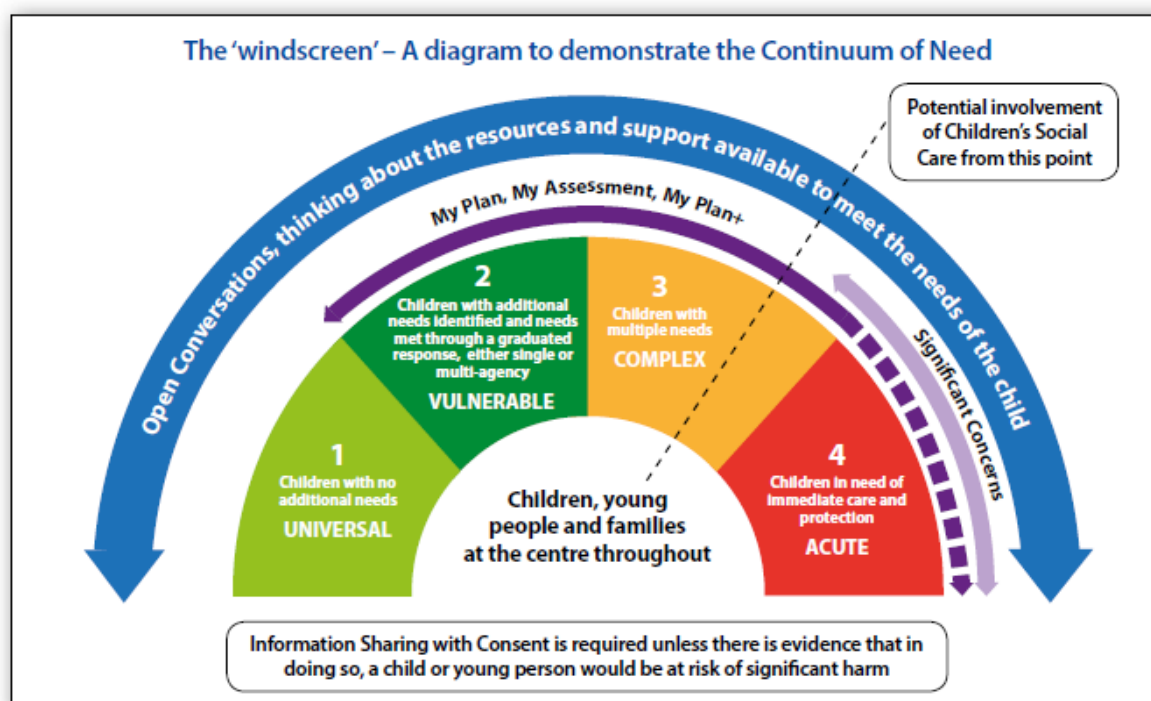 The 'windscreen' – A diagram to demonstrate the Continuum of Need
Potential involvement
of Children's Social
Care from this point
Open Conversations, thinking about the resources and support available to meet the needs of the child
My Plan, My Assessment, My Plan+
Significant Concerns
1
Children with no
additional needs
UNIVERSAL
2
Children with additional
needs identified and needs
met through a graduated
response, either single or
multi-agency
VULNERABLE
3
Children with
multiple needs
COMPLEX
4
Children in need of
immediate care and
protection
ACUTE
Children, young
people and families
at the centre throughout
Information Sharing with Consent is required unless there is evidence that in
doing so, a child or young person would be at risk of significant harm